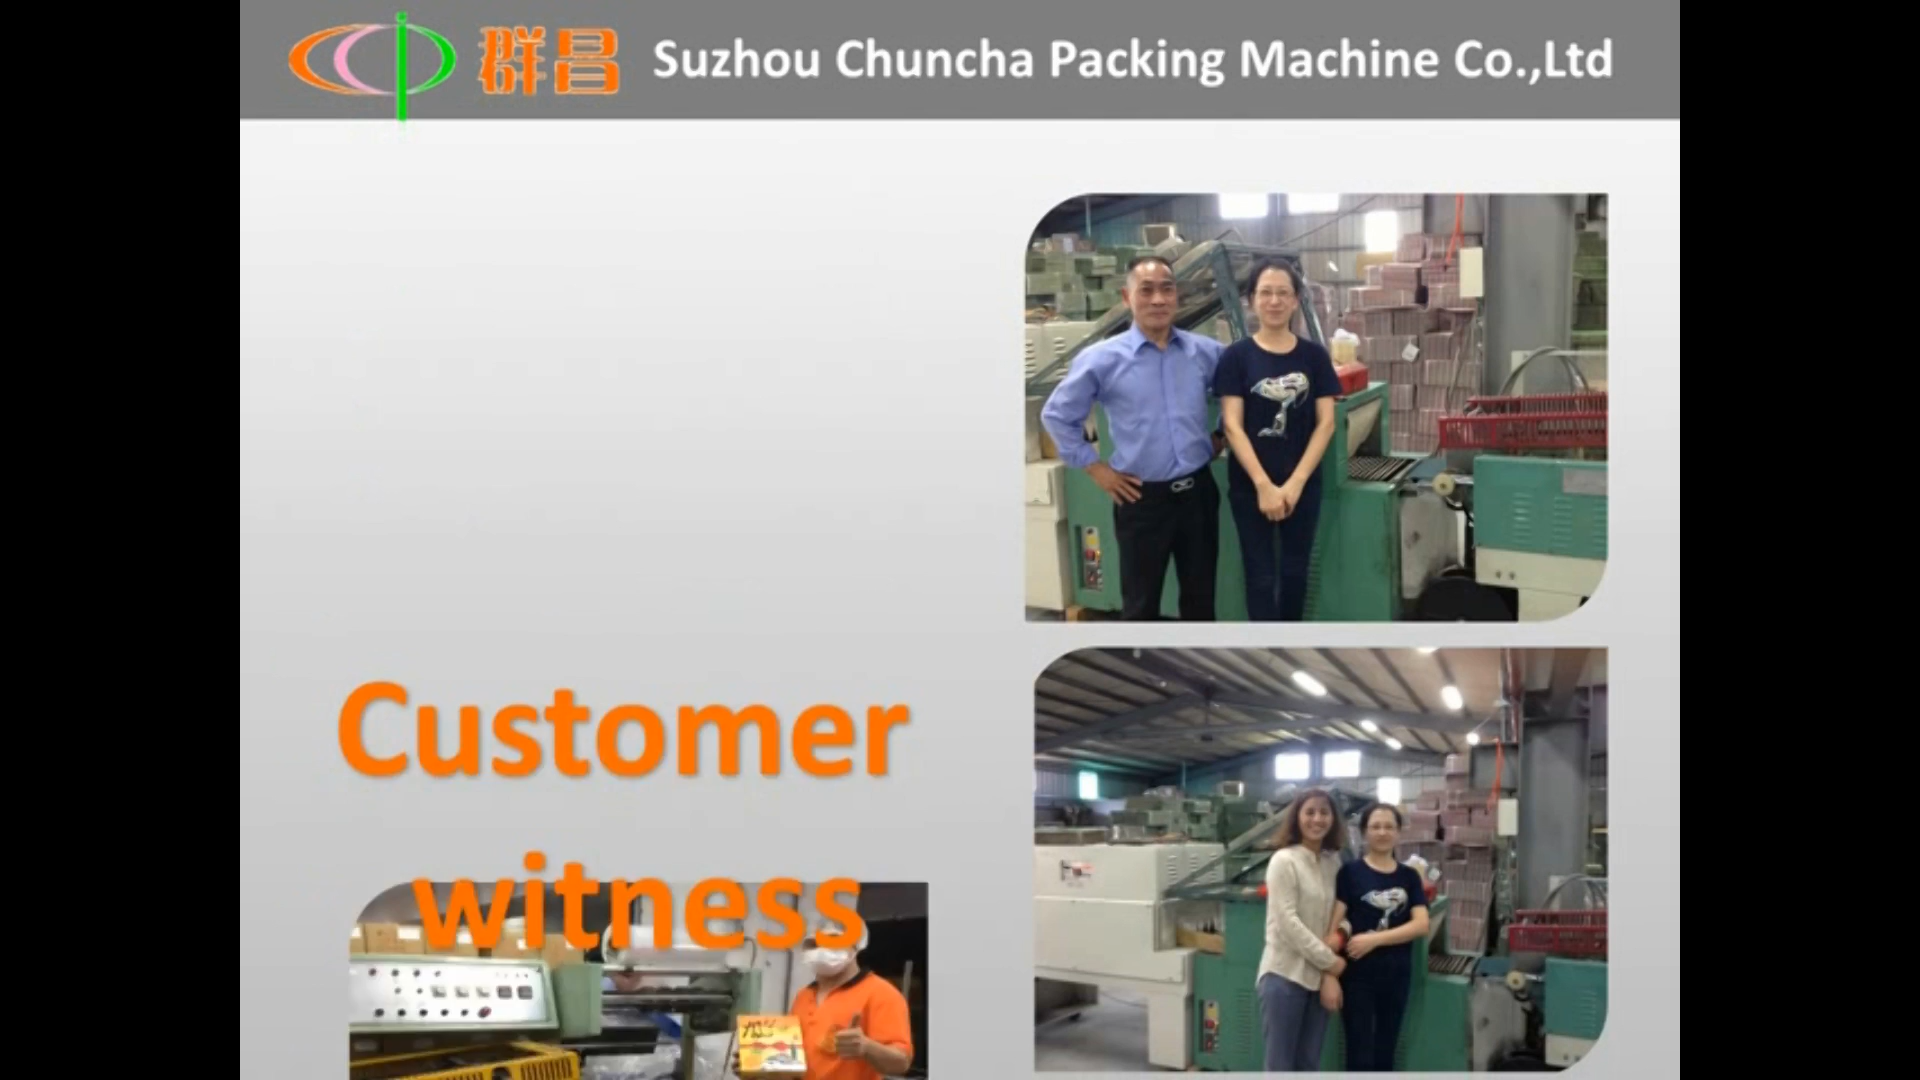 群昌 Suzhou Chuncha Packing Machine Co.,Ltd
Customer
witness